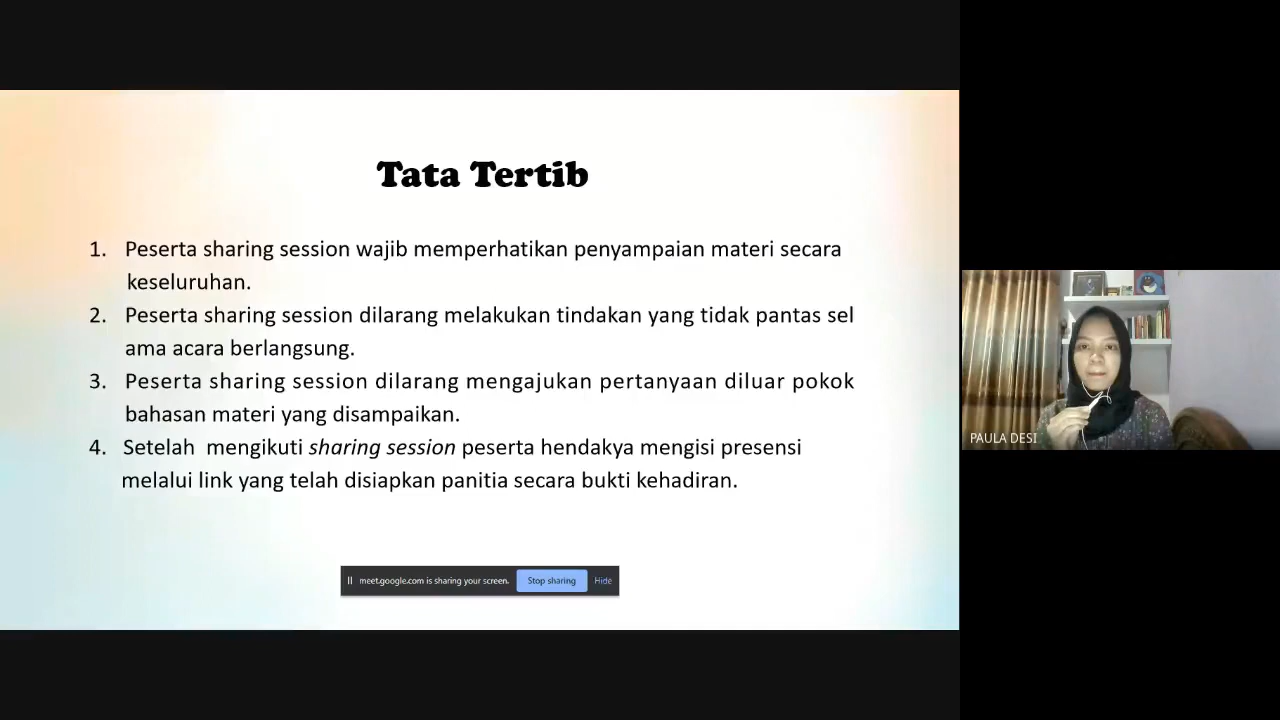 Tata Tertib
1. Peserta sharing session wajib memperhatikan penyampaian materi secara
keseluruhan.
2. Peserta sharing session dilarang melakukan tindakan yang tidak pantas sel
ama acara berlangsung.
3. Peserta sharing session dilarang mengajukan pertanyaan diluar pokok
bahasan materi yang disampaikan.
4. Setelah mengikuti sharing session peserta hendakya mengisi presensi
melalui link yang telah disiapkan panitia secara bukti kehadiran.
meet.google.com is sharing your screen. Stop sharing Hide
PAULA DESI